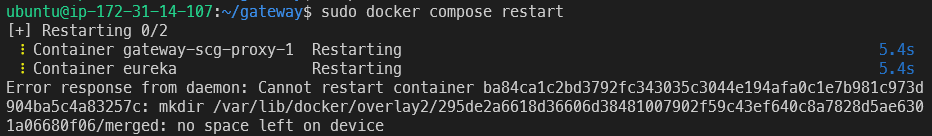 ubuntu@ip-172-31-14-107:~/gateway$ sudo docker compose restart
[+] Restarting 0/2
⠸ Container gateway-scg-proxy-1  Restarting 5.4s
⠸ Container eureka  Restarting 5.4s
Error response from daemon: Cannot restart container ba84ca1c2bd3792fc343035c3044e194afa0c1e7b981c973d
904ba5c4a83257c: mkdir /var/lib/docker/overlay2/295de2a6618d36606d38481007902f59c43ef640c8a7828d5ae630
1a06680f06/merged: no space left on device